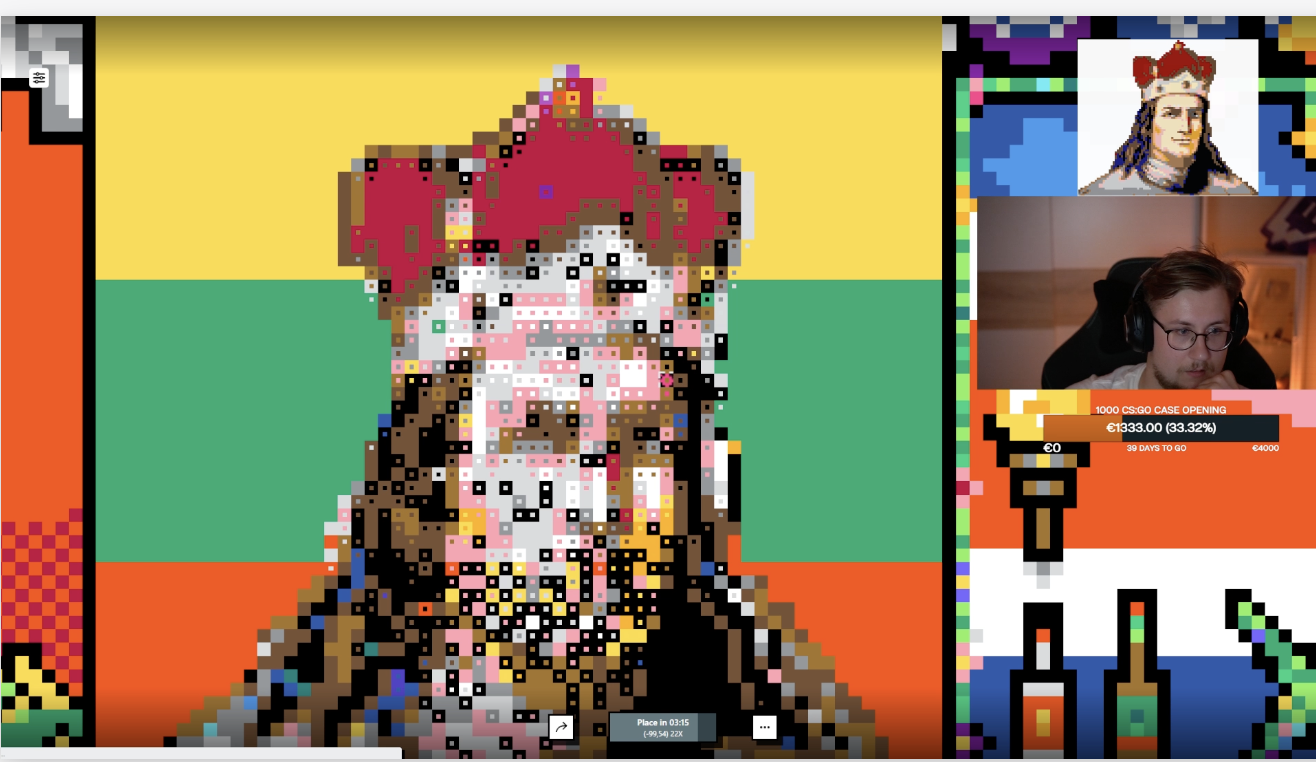 1000 CS:GO CASE OPENING
€1333.00 (33.32%)
€0
39 DAYS TO GO
€4000
Place in 03:15
(-99,54) 22X